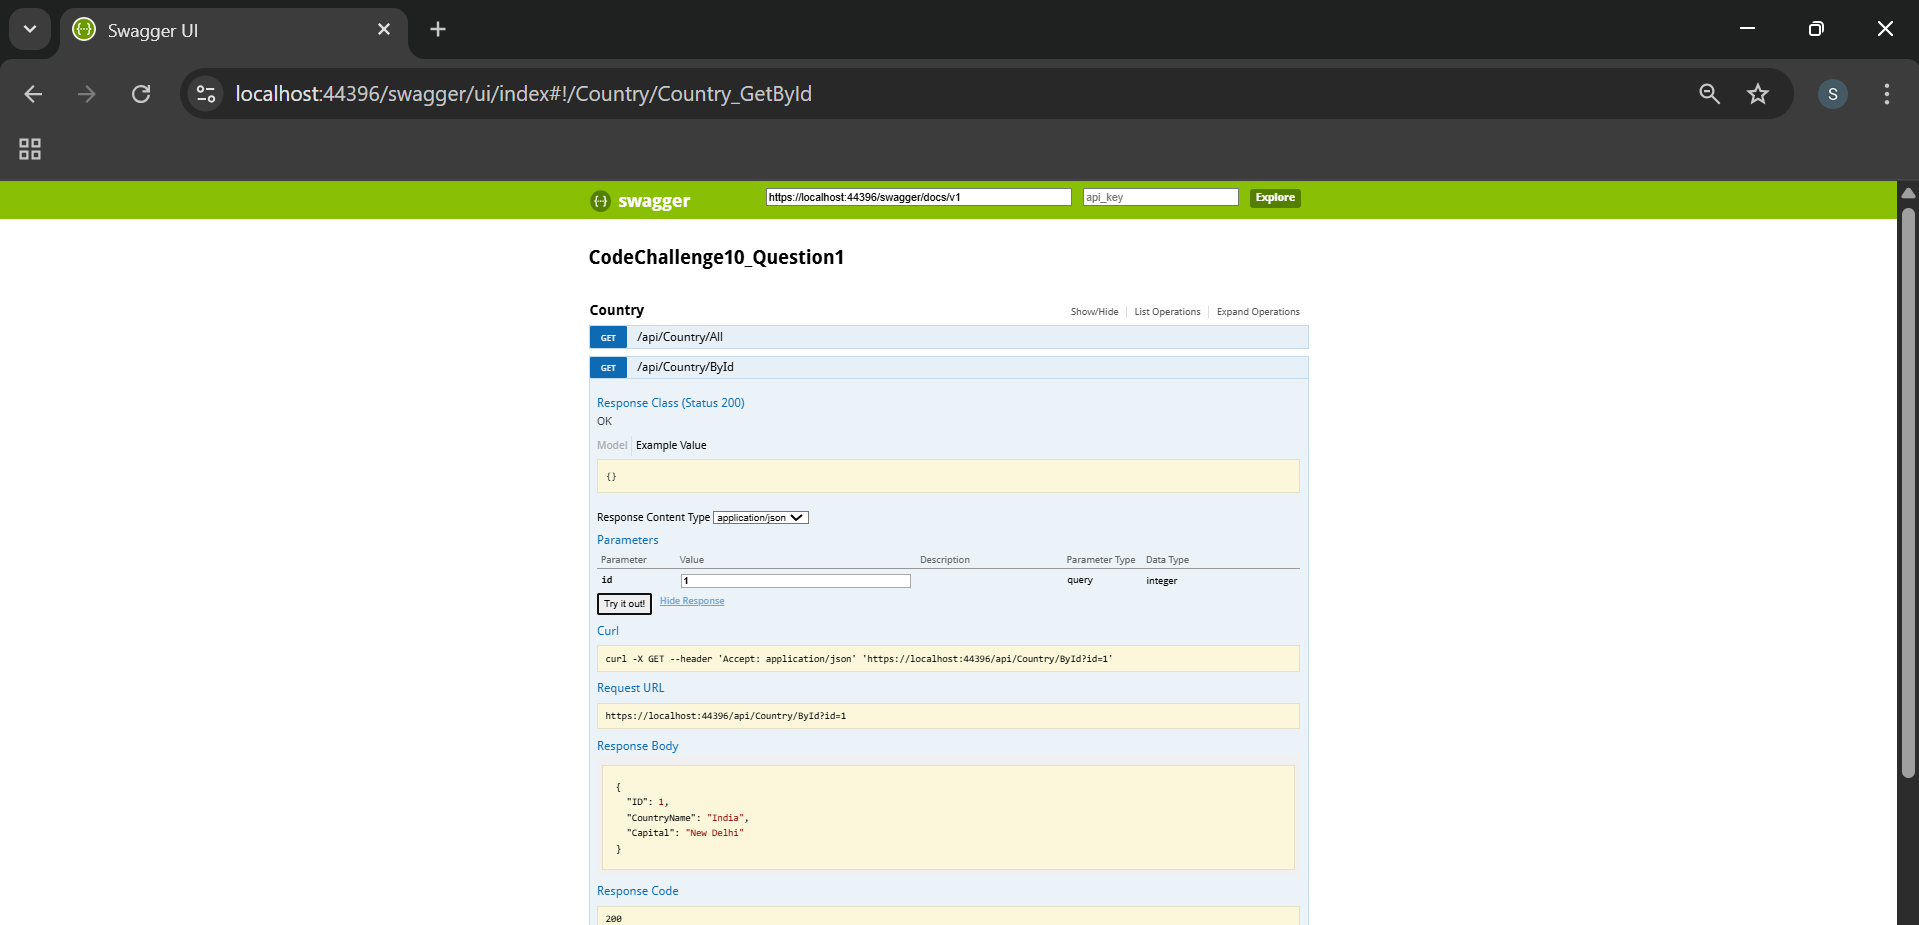 Swagger UI
localhost:44396/swagger/ui/index#!/Country/Country_GetById
S
{··} swagger https://localhost:44396/swagger/docs/v1 api_key Explore
CodeChallenge10_Question1
Country Show/Hide List Operations Expand Operations
GET /api/Country/All
GET /api/Country/ById
Response Class (Status 200)
OK
Model Example Value
{}
Response Content Type application/json
Parameters
Parameter Value Description Parameter Type Data Type
id 1 query integer
Try it out! Hide Response
Curl
curl -X GET --header 'Accept: application/json' 'https://localhost:44396/api/Country/ById?id=1'
Request URL
https://localhost:44396/api/Country/ById?id=1
Response Body
{
"ID": 1,
"CountryName": "India",
"Capital": "New Delhi"
}
Response Code
200